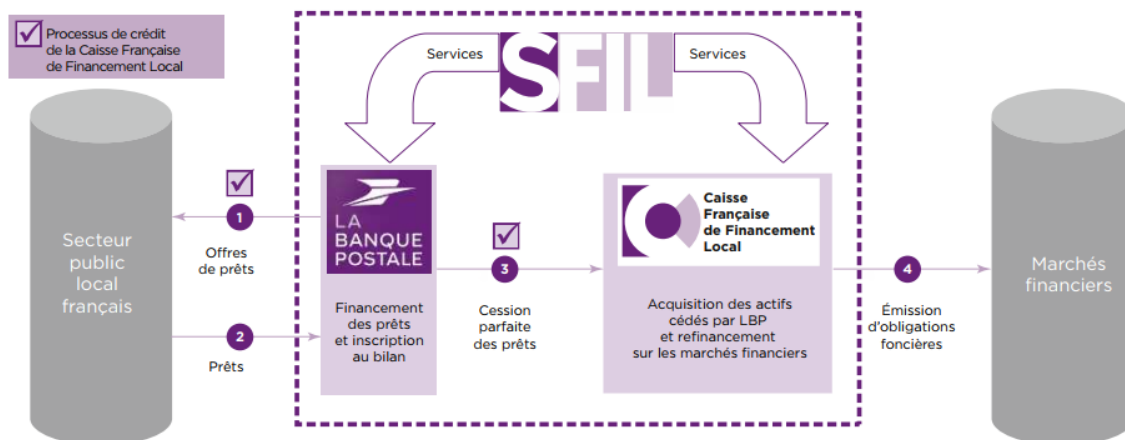 Processus de crédit
de la Caisse Française
de Financement Local
Services
SFIL
Services
Secteur
public
local
français
1
Offres
de prêts
2
Prêts
LA
BANQUE
POSTALE
Financement
des prêts
et inscription
au bilan
3
Cession
parfaite
des prêts
Caisse
Française
de Financement
Local
Acquisition des actifs
cédés par LBP
et refinancement
sur les marchés financiers
4
Émission
d'obligations
foncières
Marchés
financiers